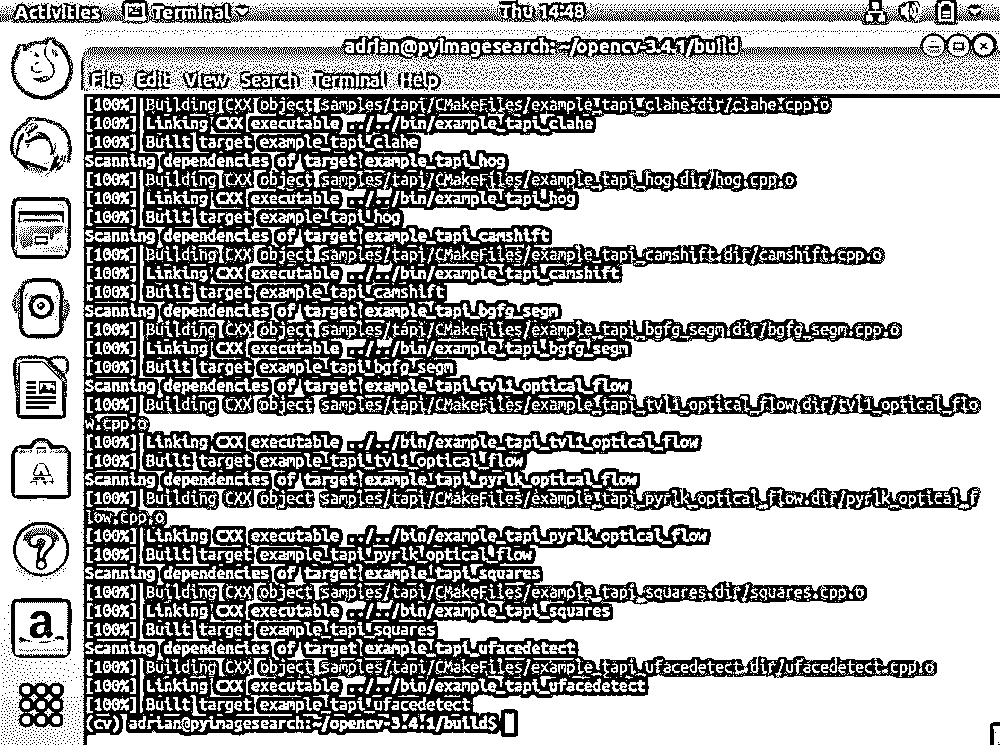 Activities Terminal Thu 14:48
adrian@pyimagesearch: ~/opencv-3.4.1/build
File Edit View Search Terminal Help
[100%] Building CXX object samples/tapi/CMakeFiles/example_tapi_clahe.dir/clahe.cpp.o
[100%] Linking CXX executable ../../bin/example_tapi_clahe
[100%] Built target example_tapi_clahe
Scanning dependencies of target example_tapi_hog
[100%] Building CXX object samples/tapi/CMakeFiles/example_tapi_hog.dir/hog.cpp.o
[100%] Linking CXX executable ../../bin/example_tapi_hog
[100%] Built target example_tapi_hog
Scanning dependencies of target example_tapi_camshift
[100%] Building CXX object samples/tapi/CMakeFiles/example_tapi_camshift.dir/camshift.cpp.o
[100%] Linking CXX executable ../../bin/example_tapi_camshift
[100%] Built target example_tapi_camshift
Scanning dependencies of target example_tapi_bgfg_segm
[100%] Building CXX object samples/tapi/CMakeFiles/example_tapi_bgfg_segm.dir/bgfg_segm.cpp.o
[100%] Linking CXX executable ../../bin/example_tapi_bgfg_segm
[100%] Built target example_tapi_bgfg_segm
Scanning dependencies of target example_tapi_tvl1_optical_flow
[100%] Building CXX object samples/tapi/CMakeFiles/example_tapi_tvl1_optical_flow.dir/tvl1_optical_flo
w.cpp.o
[100%] Linking CXX executable ../../bin/example_tapi_tvl1_optical_flow
[100%] Built target example_tapi_tvl1_optical_flow
Scanning dependencies of target example_tapi_pyrlk_optical_flow
[100%] Building CXX object samples/tapi/CMakeFiles/example_tapi_pyrlk_optical_flow.dir/pyrlk_optical_f
low.cpp.o
[100%] Linking CXX executable ../../bin/example_tapi_pyrlk_optical_flow
[100%] Built target example_tapi_pyrlk_optical_flow
Scanning dependencies of target example_tapi_squares
[100%] Building CXX object samples/tapi/CMakeFiles/example_tapi_squares.dir/squares.cpp.o
[100%] Linking CXX executable ../../bin/example_tapi_squares
[100%] Built target example_tapi_squares
Scanning dependencies of target example_tapi_ufacedetect
[100%] Building CXX object samples/tapi/CMakeFiles/example_tapi_ufacedetect.dir/ufacedetect.cpp.o
[100%] Linking CXX executable ../../bin/example_tapi_ufacedetect
[100%] Built target example_tapi_ufacedetect
(cv) adrian@pyimagesearch:~/opencv-3.4.1/build$